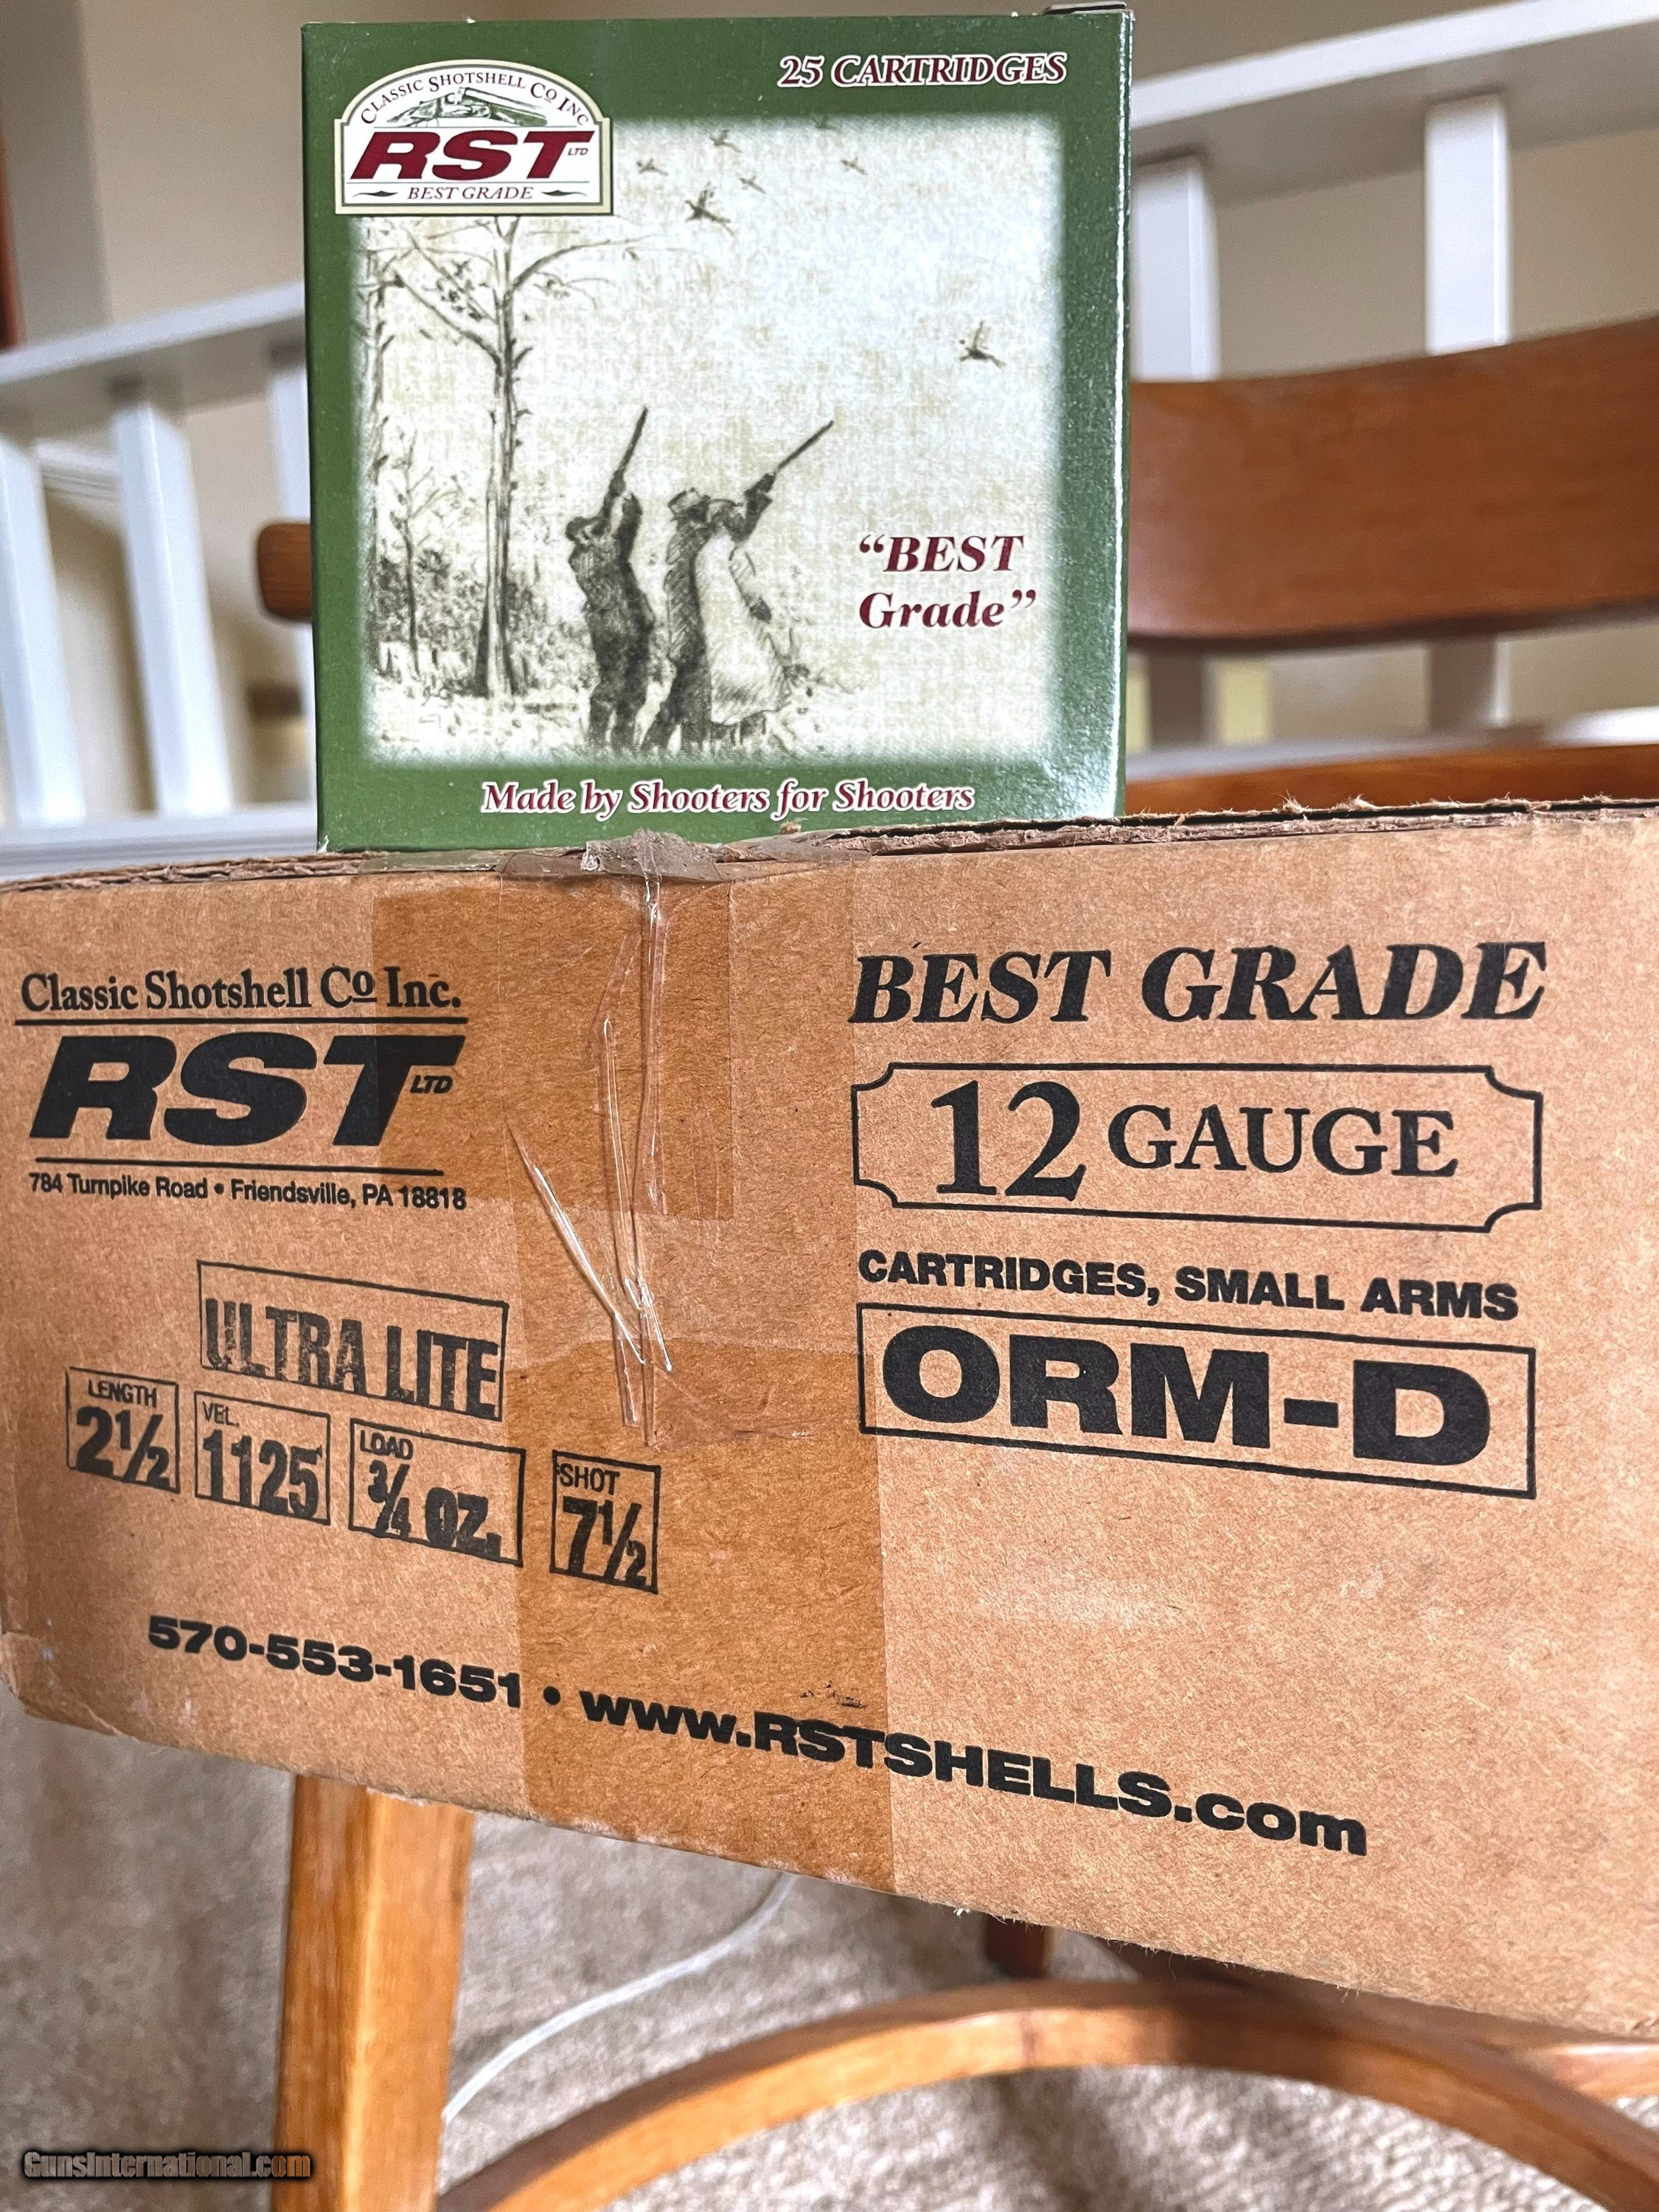 CLASSIC SHOTSHELL Co INC
RST LTD
BEST GRADE
25 CARTRIDGES
"BEST
Grade"
Made by Shooters for Shooters
Classic Shotshell Co Inc.
RST LTD
784 Turnpike Road • Friendsville, PA 18818
BEST GRADE
12 GAUGE
CARTRIDGES, SMALL ARMS
ORM-D
ULTRA LITE
LENGTH
2½
VEL.
1125
LOAD
¾ OZ.
SHOT
7½
570-553-1651 • www.RSTSHELLS.com
GunsInternational.com